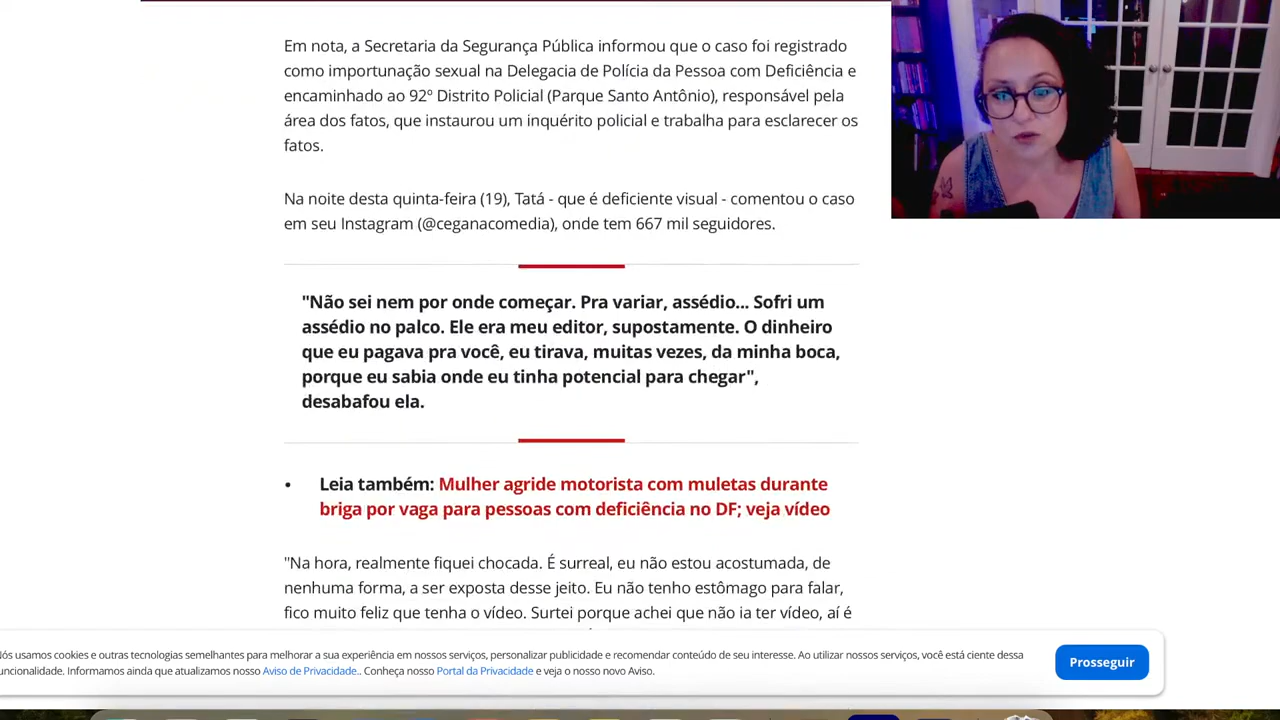 Em nota, a Secretaria da Segurança Pública informou que o caso foi registrado
como importunação sexual na Delegacia de Polícia da Pessoa com Deficiência e
encaminhado ao 92º Distrito Policial (Parque Santo Antônio), responsável pela
área dos fatos, que instaurou um inquérito policial e trabalha para esclarecer os
fatos.
Na noite desta quinta-feira (19), Tatá - que é deficiente visual - comentou o caso
em seu Instagram (@ceganacomedia), onde tem 667 mil seguidores.
"Não sei nem por onde começar. Pra variar, assédio... Sofri um
assédio no palco. Ele era meu editor, supostamente. O dinheiro
que eu pagava pra você, eu tirava, muitas vezes, da minha boca,
porque eu sabia onde eu tinha potencial para chegar",
desabafou ela.
• Leia também: Mulher agride motorista com muletas durante
briga por vaga para pessoas com deficiência no DF; veja vídeo
"Na hora, realmente fiquei chocada. É surreal, eu não estou acostumada, de
nenhuma forma, a ser exposta desse jeito. Eu não tenho estômago para falar,
fico muito feliz que tenha o vídeo. Surtei porque achei que não ia ter vídeo, aí é
Nós usamos cookies e outras tecnologias semelhantes para melhorar a sua experiência em nossos serviços, personalizar publicidade e recomendar conteúdo de seu interesse. Ao utilizar nossos serviços, você está ciente dessa
funcionalidade. Informamos ainda que atualizamos nosso Aviso de Privacidade.. Conheça nosso Portal da Privacidade e veja o nosso novo Aviso.
Prosseguir